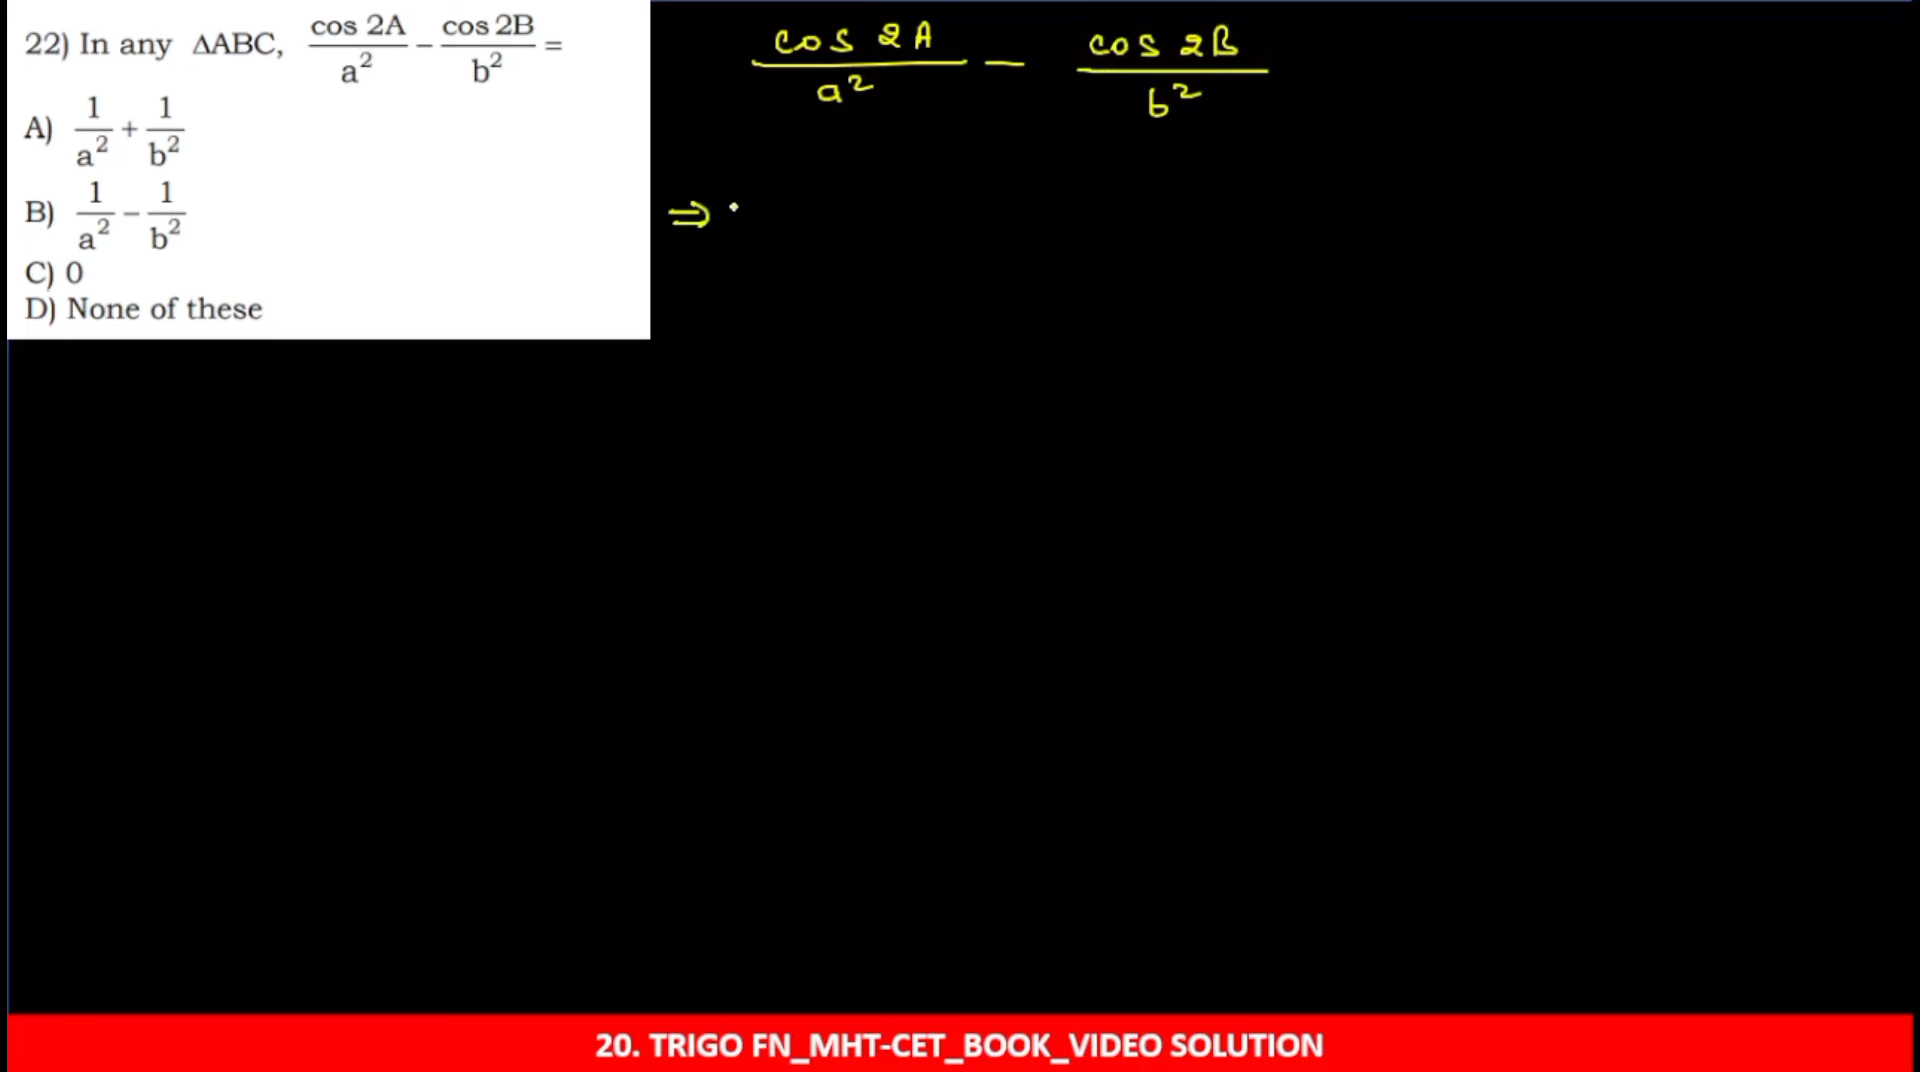 22) In any ΔABC, cos 2A/a² − cos 2B/b² =
A) 1/a² + 1/b²
B) 1/a² − 1/b²
C) 0
D) None of these
cos 2A/a² − cos 2B/b²
⇒
20. TRIGO FN_MHT-CET_BOOK_VIDEO SOLUTION